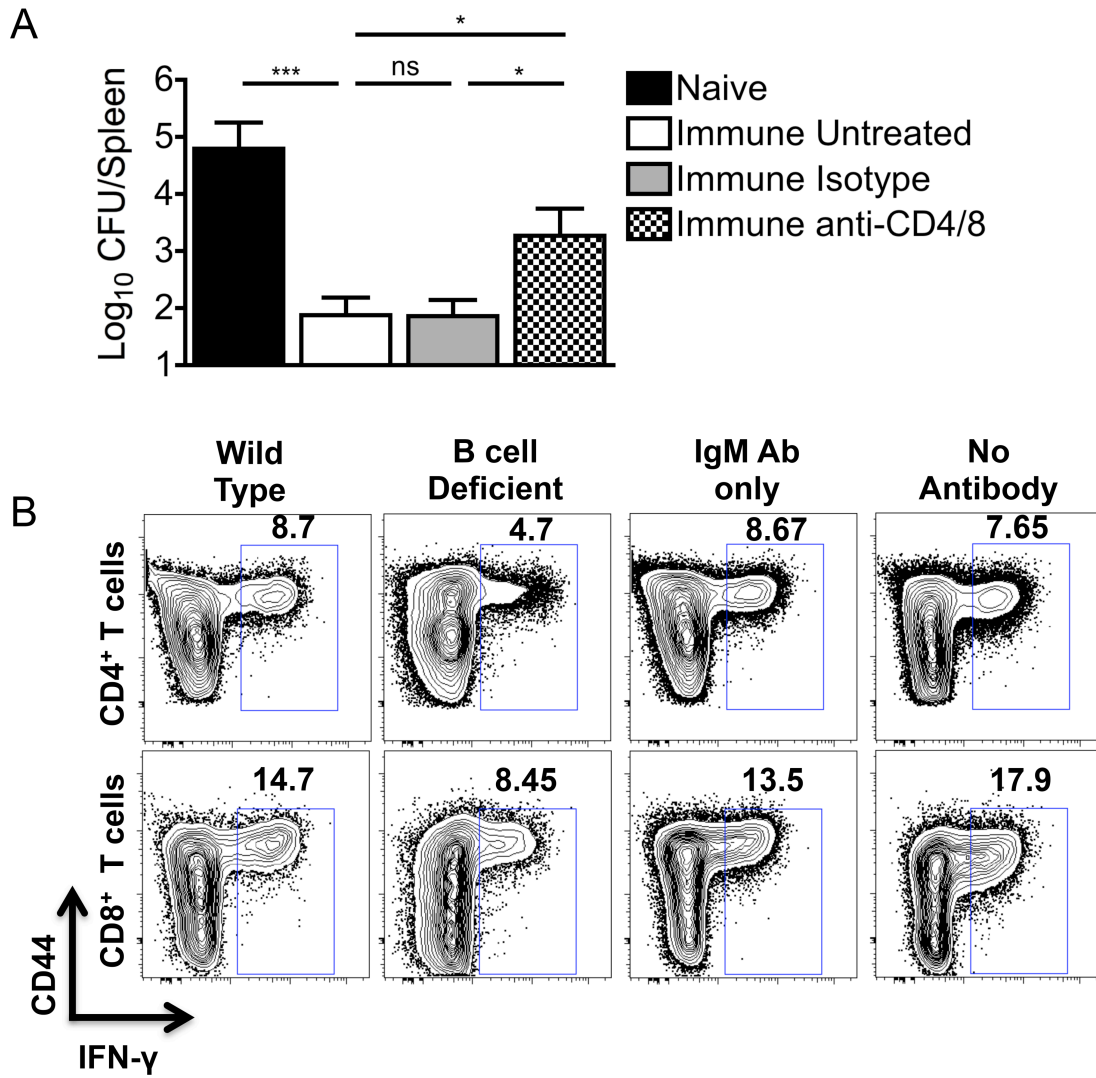 A
*
*** ns *
Log10 CFU/Spleen
6
5
4
3
2
1
Naive
Immune Untreated
Immune Isotype
Immune anti-CD4/8
B
Wild
Type
B cell
Deficient
IgM Ab
only
No
Antibody
CD4+ T cells
8.7 4.7 8.67 7.65
CD8+ T cells
14.7 8.45 13.5 17.9
CD44
IFN-γ